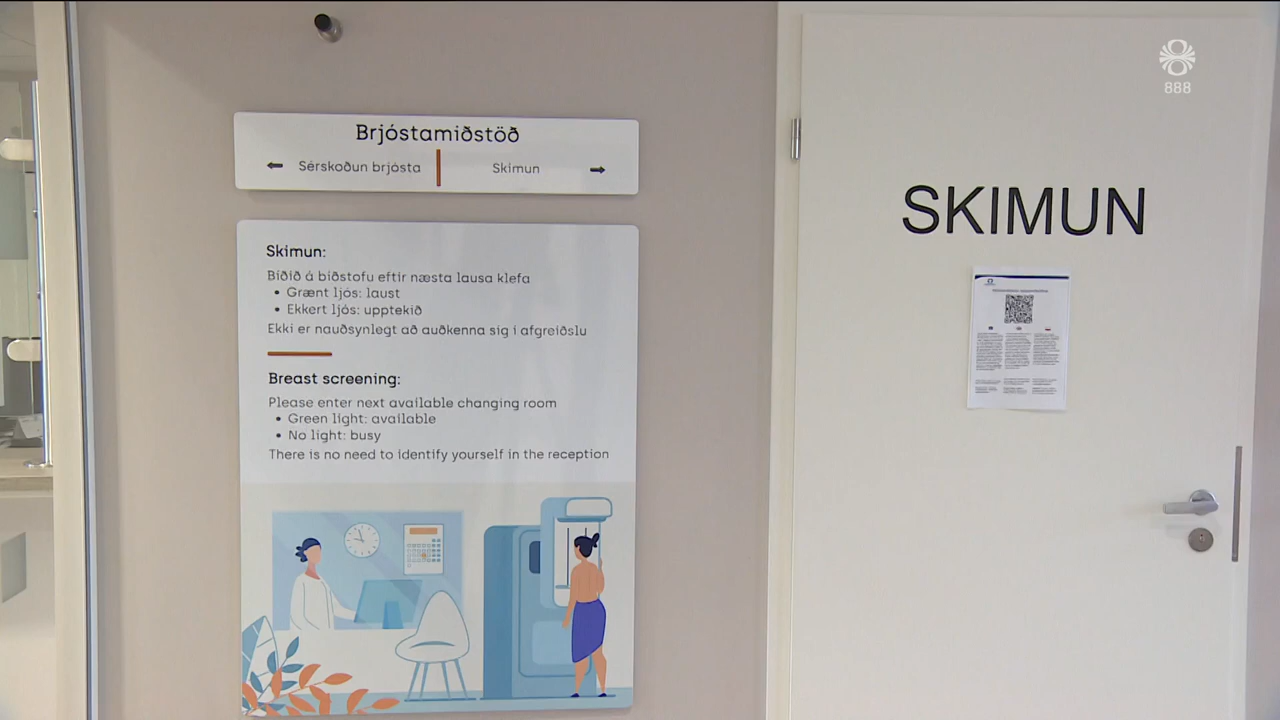 888
Brjóstamiðstöð
Sérskoðun brjósta
Skimun
SKIMUN
Skimun:
Bíðið á biðstofu eftir næsta lausa klefa
• Grænt ljós: laust
• Ekkert ljós: upptekið
Ekki er nauðsynlegt að auðkenna sig í afgreiðslu
Breast screening:
Please enter next available changing room
• Green light: available
• No light: busy
There is no need to identify yourself in the reception